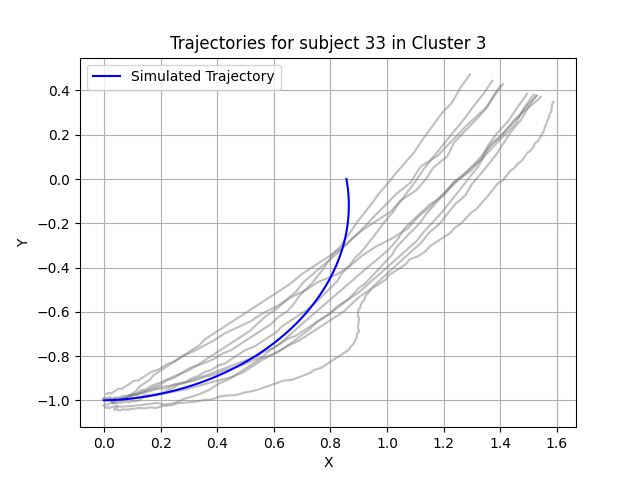 Trajectories for subject 33 in Cluster 3
Simulated Trajectory
Y
0.4
0.2
0.0
−0.2
−0.4
−0.6
−0.8
−1.0
0.0 0.2 0.4 0.6 0.8 1.0 1.2 1.4 1.6
X